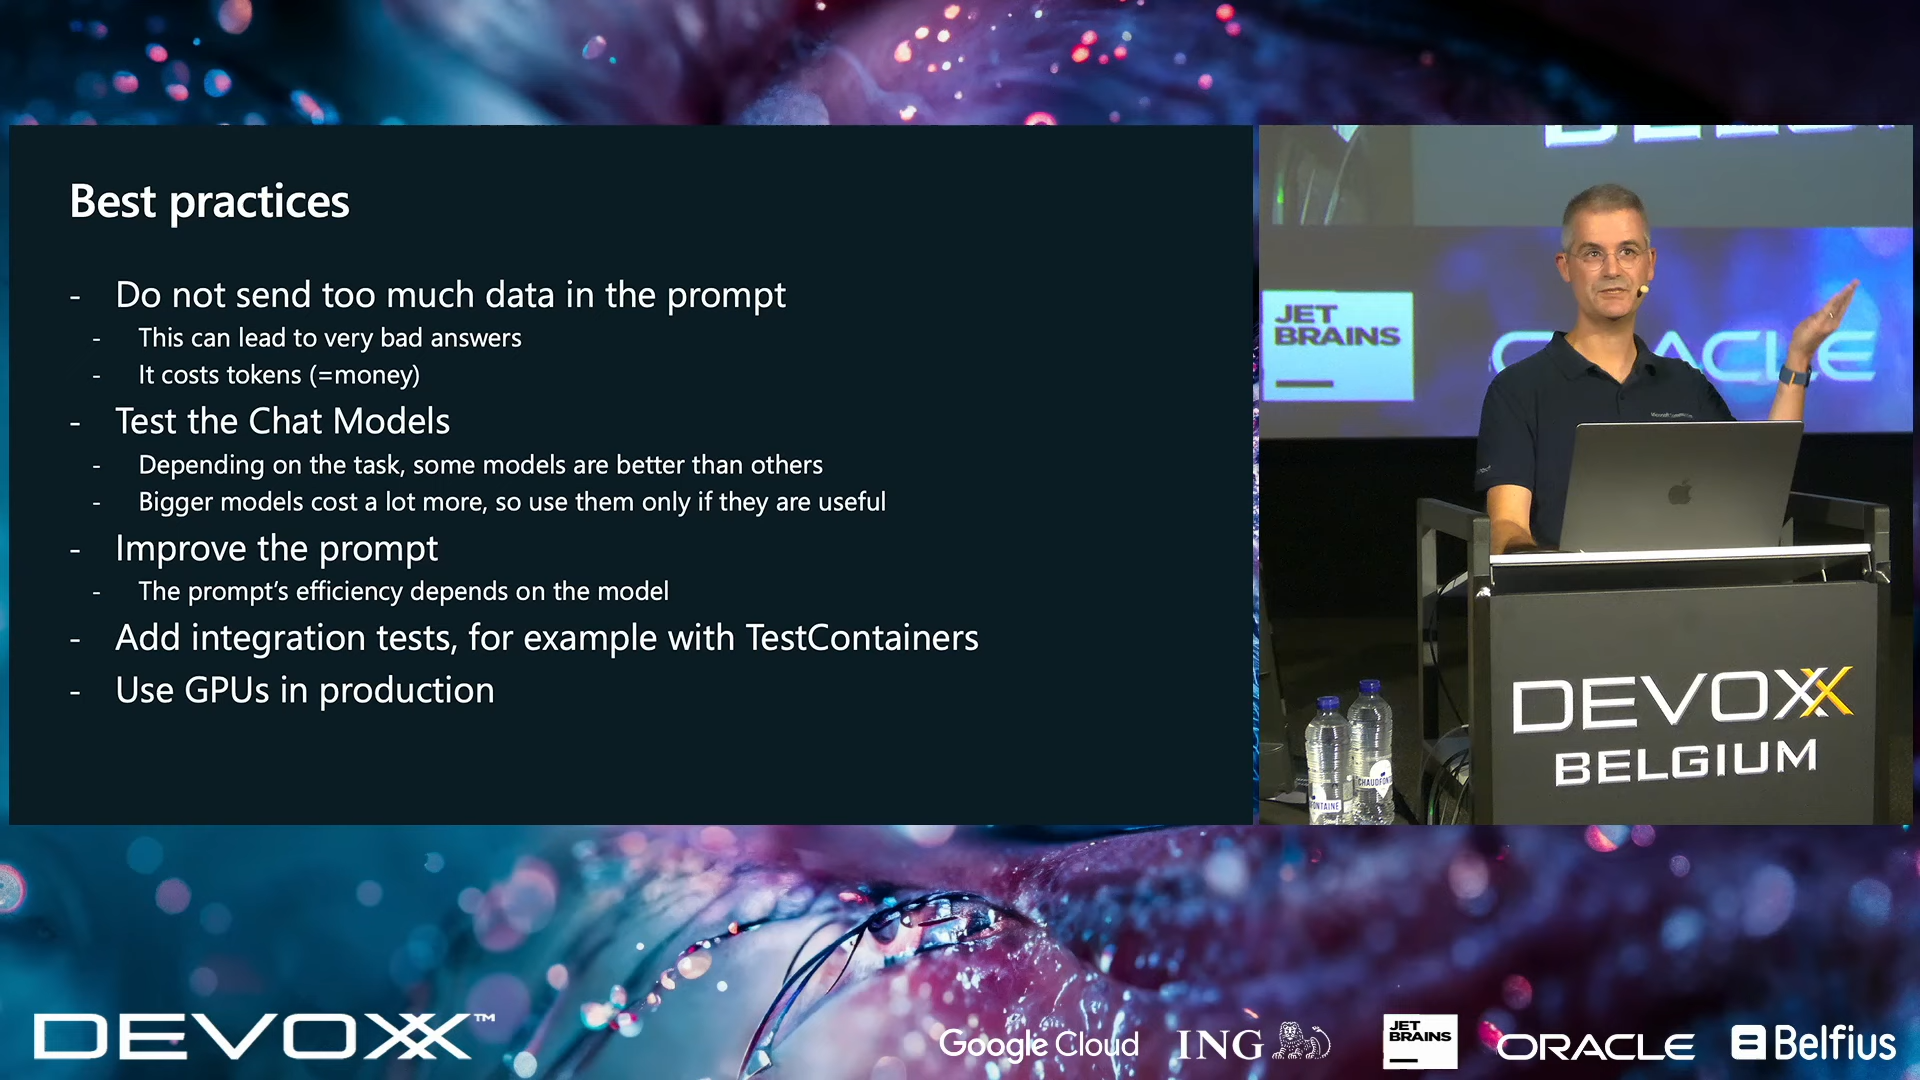 Best practices
- Do not send too much data in the prompt
- This can lead to very bad answers
- It costs tokens (=money)
- Test the Chat Models
- Depending on the task, some models are better than others
- Bigger models cost a lot more, so use them only if they are useful
- Improve the prompt
- The prompt's efficiency depends on the model
- Add integration tests, for example with TestContainers
- Use GPUs in production
JET
BRAINS
ORACLE
DEVOXX
BELGIUM
CHAUDFONT
FONTAINE
DEVOXX™
Google Cloud
ING
JET
BRAINS
ORACLE
Belfius